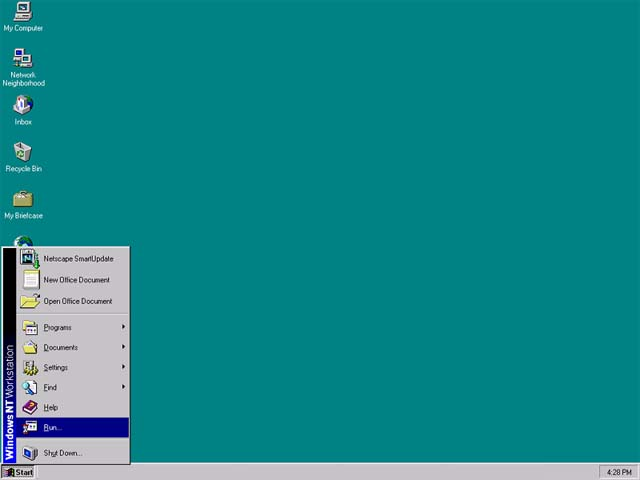 My Computer
Network
Neighborhood
Inbox
Recycle Bin
My Briefcase
Netscape SmartUpdate
New Office Document
Open Office Document
Programs
Documents
Settings
Find
Help
Run...
Shut Down...
Windows NT Workstation
Start
4:28 PM